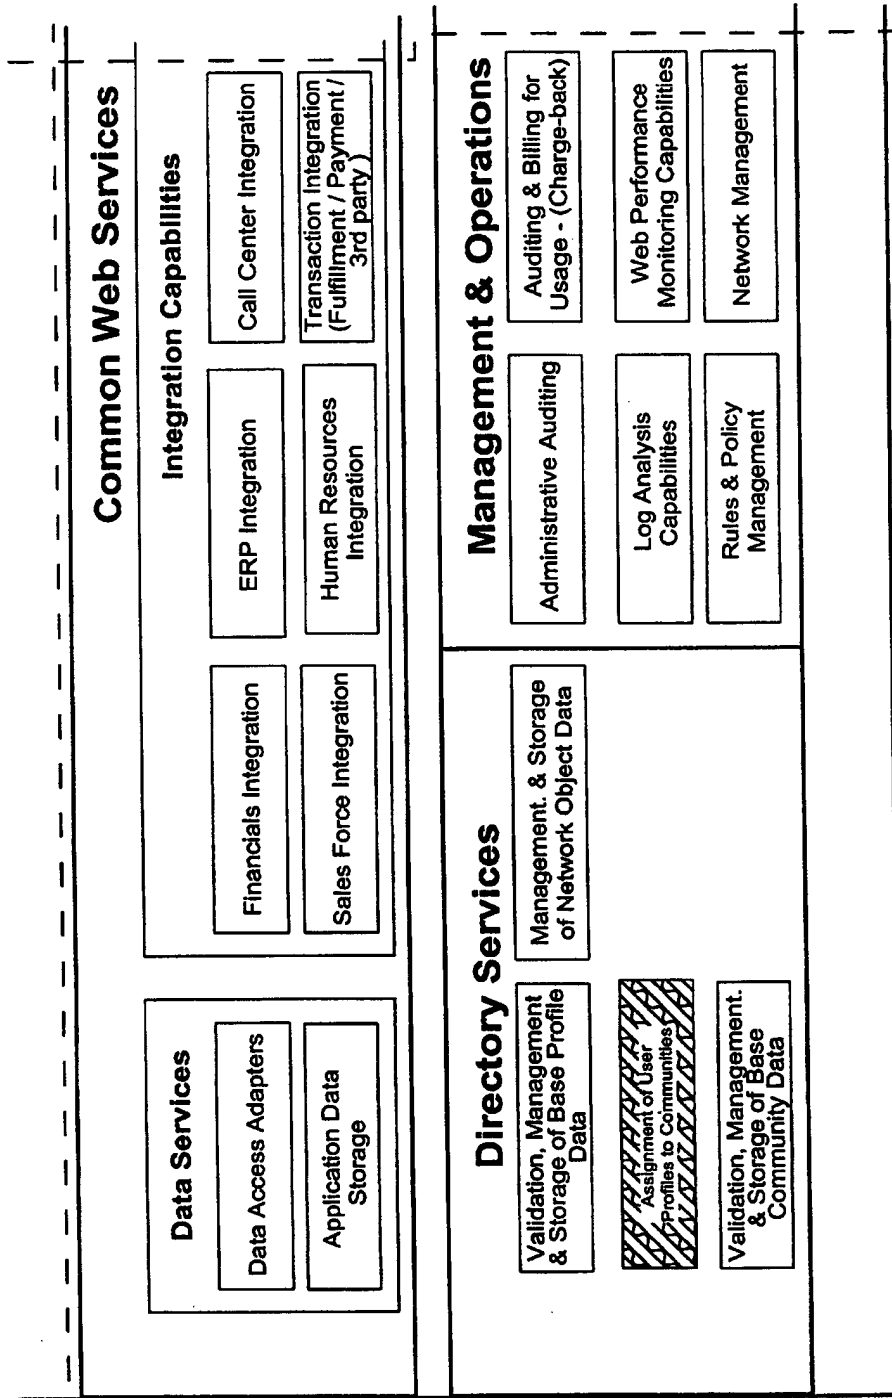 Common Web Services
Data Services
Data Access Adapters
Application Data
Storage
Integration Capabilities
Financials Integration
ERP Integration
Call Center Integration
Sales Force Integration
Human Resources
Integration
Transaction Integration
(Fulfillment / Payment /
3rd party )
Directory Services
Validation, Management
& Storage of Base Profile
Data
Management. & Storage
of Network Object Data
Assignment of User
Profiles to Communities
Validation, Management.
& Storage of Base
Community Data
Management & Operations
Administrative Auditing
Auditing & Billing for
Usage - (Charge-back)
Log Analysis
Capabilities
Web Performance
Monitoring Capabilities
Rules & Policy
Management
Network Management